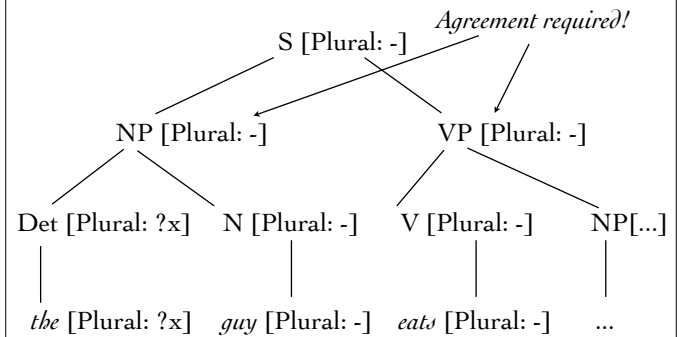 Agreement required!
S [Plural: -]
NP [Plural: -] VP [Plural: -]
Det [Plural: ?x] N [Plural: -] V [Plural: -] NP[...]
the [Plural: ?x] guy [Plural: -] eats [Plural: -] ...